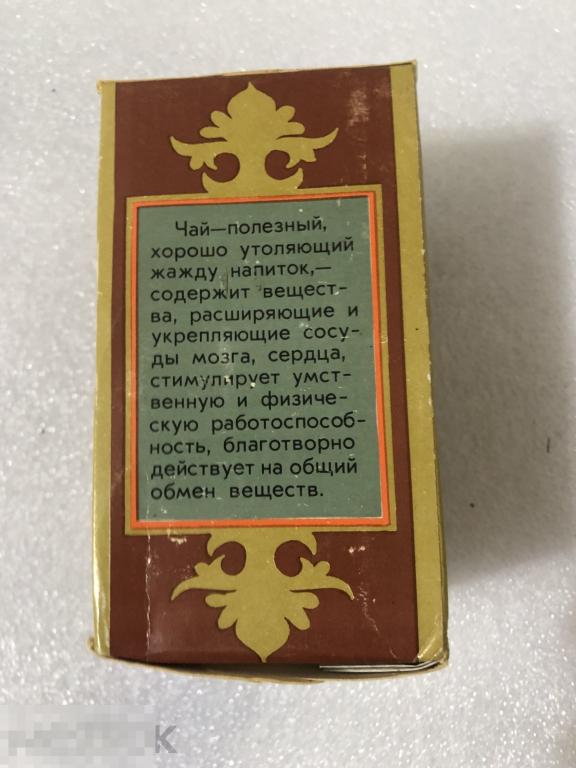 Чай—полезный,
хорошо утоляющий
жажду напиток,—
содержит вещест-
ва, расширяющие и
укрепляющие сосу-
ды мозга, сердца,
стимулирует умст-
венную и физиче-
скую работоспособ-
ность, благотворно
действует на общий
обмен веществ.